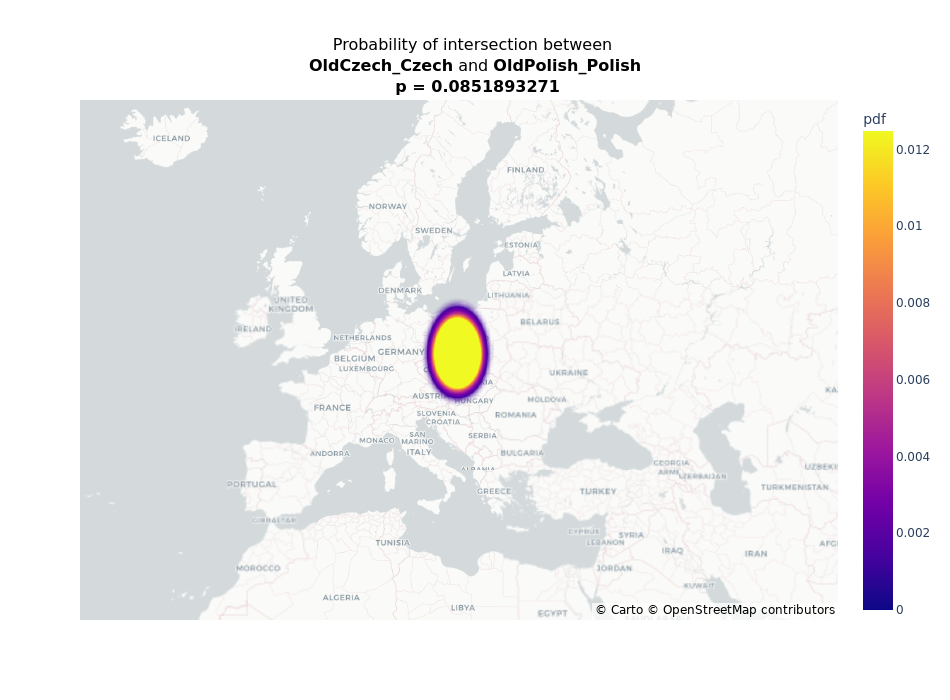 Probability of intersection between
OldCzech_Czech and OldPolish_Polish
p = 0.0851893271
pdf
ICELAND
FINLAND
NORWAY
SWEDEN
ESTONIA
LATVIA
DENMARK
LITHUANIA
UNITED
KINGDOM
IRELAND
BELARUS
NETHERLANDS
GERMANY
BELGIUM
LUXEMBOURG
UKRAINE
AUSTRI
HUNGARY
MOLDOVA
FRANCE
SLOVENIA
CROATIA
ROMANIA
SAN
MARINO
MONACO
SERBIA
ANDORRA
ITALY
BULGARIA
ALBANIA
GEORGIA
ARME
AZERBAIJAN
UZBEKI
PORTUGAL
GREECE
TURKEY
TURKMENISTAN
GIBRALTAR
CYPRUS
SYRIA
LEBANON
TUNISIA
IRAQ
IRAN
AFG
MOROCCO
JORDAN
KUWAIT
ALGERIA
LIBYA
EGYPT
KA
© Carto © OpenStreetMap contributors
0.012
0.01
0.008
0.006
0.004
0.002
0